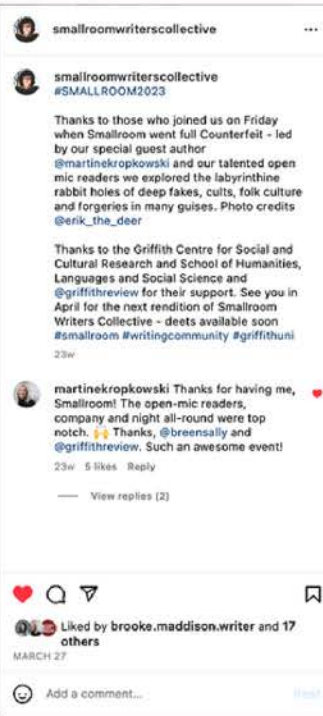 smallroomwriterscollective
smallroomwriterscollective
#SMALLROOM2023
Thanks to those who joined us on Friday
when Smallroom went full Counterfeit - led
by our special guest author
@martinekropkowski and our talented open
mic readers we explored the labyrinthine
rabbit holes of deep fakes, cults, folk culture
and forgeries in many guises. Photo credits
@erik_the_deer
Thanks to the Griffith Centre for Social and
Cultural Research and School of Humanities,
Languages and Social Science and
@griffithreview for their support. See you in
April for the next rendition of Smallroom
Writers Collective - deets available soon
#smallroom #writingcommunity #griffithuni
23w
martinekropkowski Thanks for having me,
Smallroom! The open-mic readers,
company and night all-round were top
notch. 🙌 Thanks, @breensally and
@griffithreview. Such an awesome event!
23w 5 likes Reply
View replies (2)
Liked by brooke.maddison.writer and 17
others
MARCH 27
Add a comment...